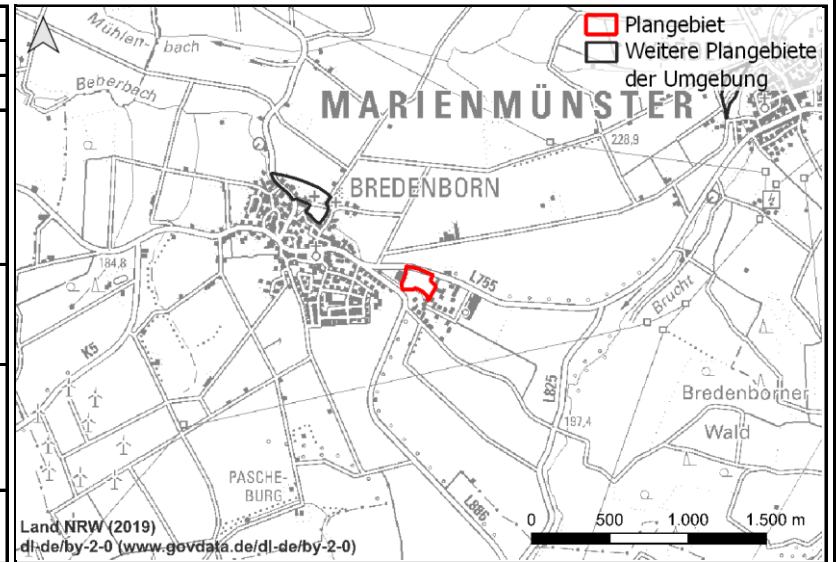 Plangebiet
Weitere Plangebiete
der Umgebung
Mühlenbach
Beberbach
MARIENMÜNSTER
228,9
BREDENBORN
184,8
L755
Brucht
K5
L825
Bredenborner
Wald
197,4
PASCHE-
BURG
L886
Land NRW (2019)
dl-de/by-2-0 (www.govdata.de/dl-de/by-2-0)
0 500 1.000 1.500 m